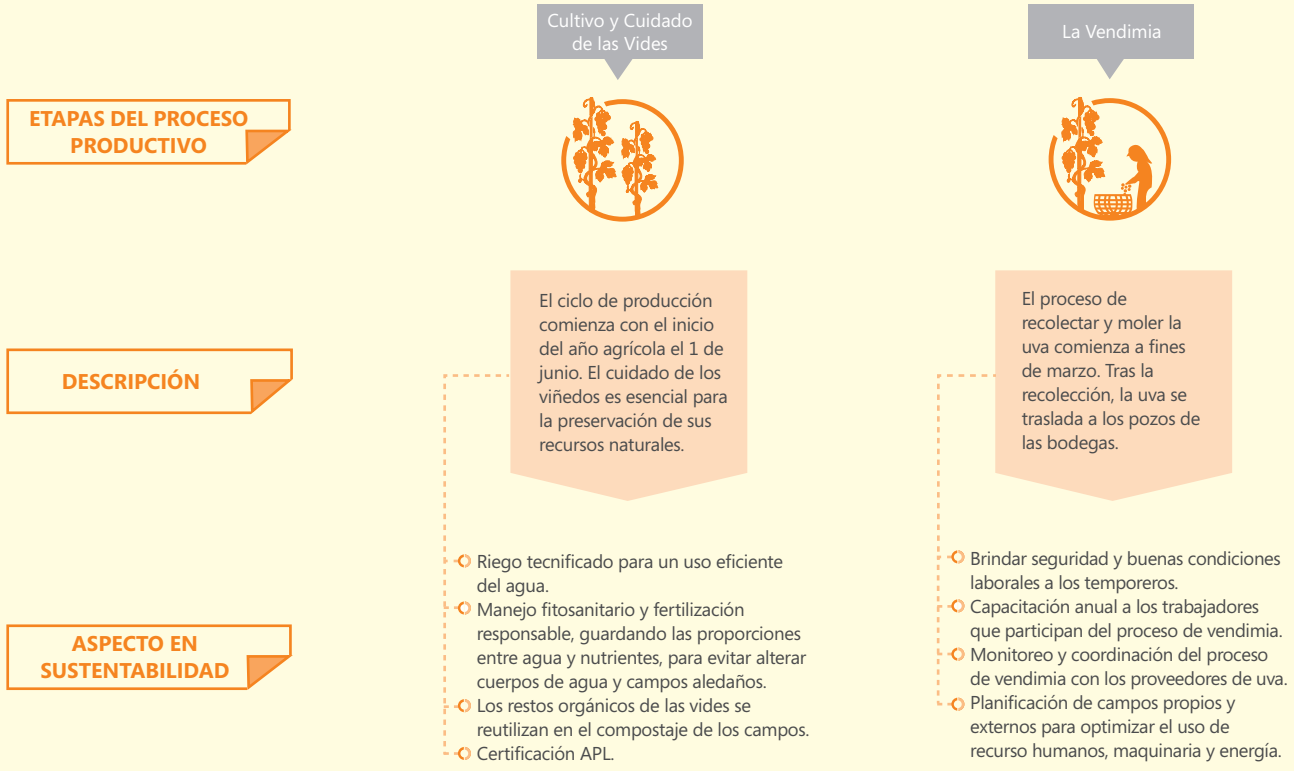 Cultivo y Cuidado
de las Vides
La Vendimia
ETAPAS DEL PROCESO
PRODUCTIVO
DESCRIPCIÓN
El ciclo de producción
comienza con el inicio
del año agrícola el 1 de
junio. El cuidado de los
viñedos es esencial para
la preservación de sus
recursos naturales.
El proceso de
recolectar y moler la
uva comienza a fines
de marzo. Tras la
recolección, la uva se
traslada a los pozos de
las bodegas.
ASPECTO EN
SUSTENTABILIDAD
Riego tecnificado para un uso eficiente
del agua.
Manejo fitosanitario y fertilización
responsable, guardando las proporciones
entre agua y nutrientes, para evitar alterar
cuerpos de agua y campos aledaños.
Los restos orgánicos de las vides se
reutilizan en el compostaje de los campos.
Certificación APL.
Brindar seguridad y buenas condiciones
laborales a los temporeros.
Capacitación anual a los trabajadores
que participan del proceso de vendimia.
Monitoreo y coordinación del proceso
de vendimia con los proveedores de uva.
Planificación de campos propios y
externos para optimizar el uso de
recurso humanos, maquinaria y energía.